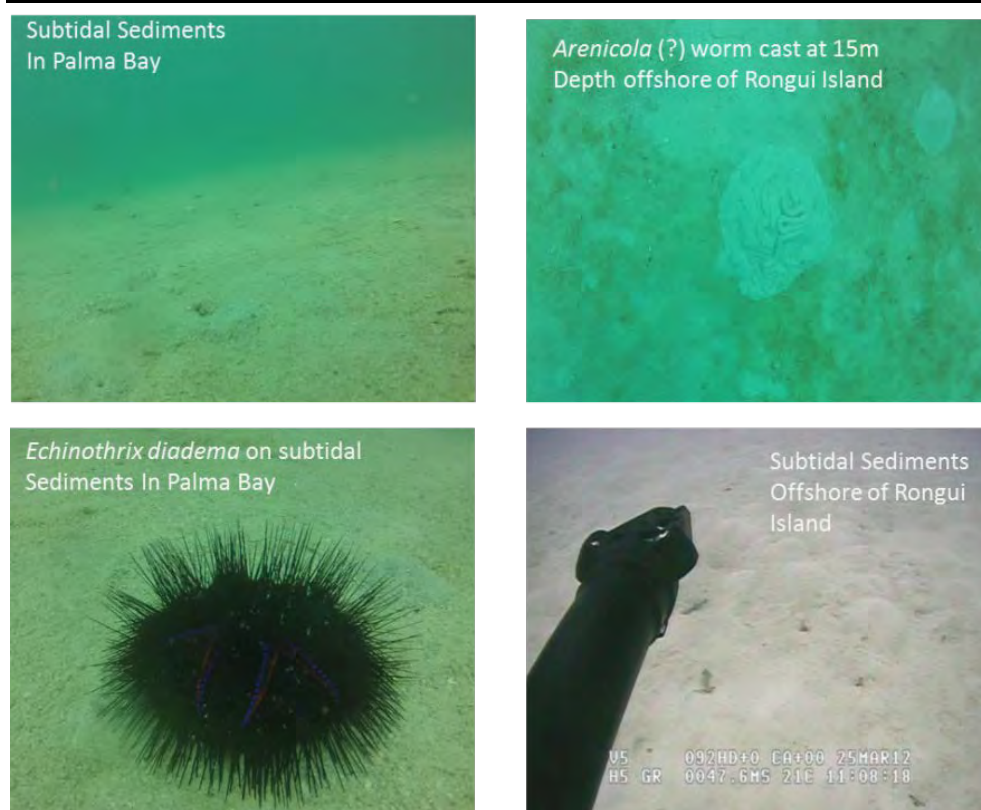 Subtidal Sediments
In Palma Bay
Arenicola (?) worm cast at 15m
Depth offshore of Rongui Island
Echinothrix diadema on subtidal
Sediments In Palma Bay
Subtidal Sediments
Offshore of Rongui
Island
V5 092HD+0 CA+00 25MAR12
H5 GR 0047.6MS 21C 11:08:18